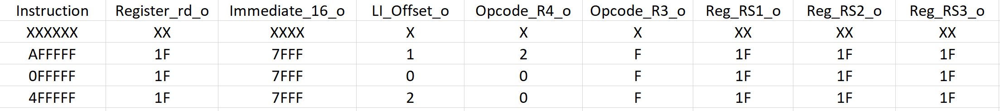 Instruction Register_rd_o Immediate_16_o LI_Offset_o Opcode_R4_o Opcode_R3_o Reg_RS1_o Reg_RS2_o Reg_RS3_o
XXXXXX XX XXXX X X X XX XX XX
AFFFFF 1F 7FFF 1 2 F 1F 1F 1F
0FFFFF 1F 7FFF 0 0 F 1F 1F 1F
4FFFFF 1F 7FFF 2 0 F 1F 1F 1F